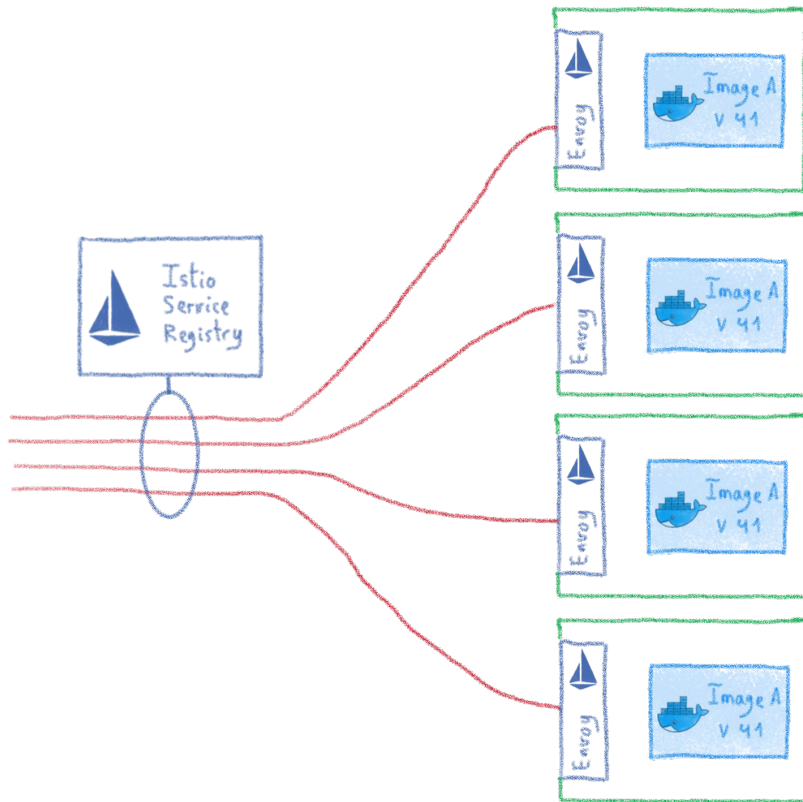 Istio
Service
Registry
Envoy
Image A
v 41
Envoy
Image A
v 41
Envoy
Image A
v 41
Envoy
Image A
v 41